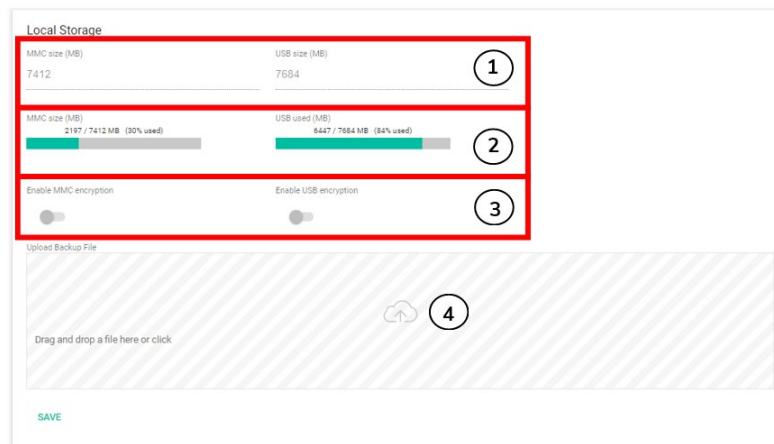 Local Storage
MMC size (MB) USB size (MB)
7412 7684 1
MMC size (MB) USB used (MB)
2197 / 7412 MB (30% used) 6447 / 7684 MB (84% used)
2
Enable MMC encryption Enable USB encryption
3
Upload Backup File
4
Drag and drop a file here or click
SAVE